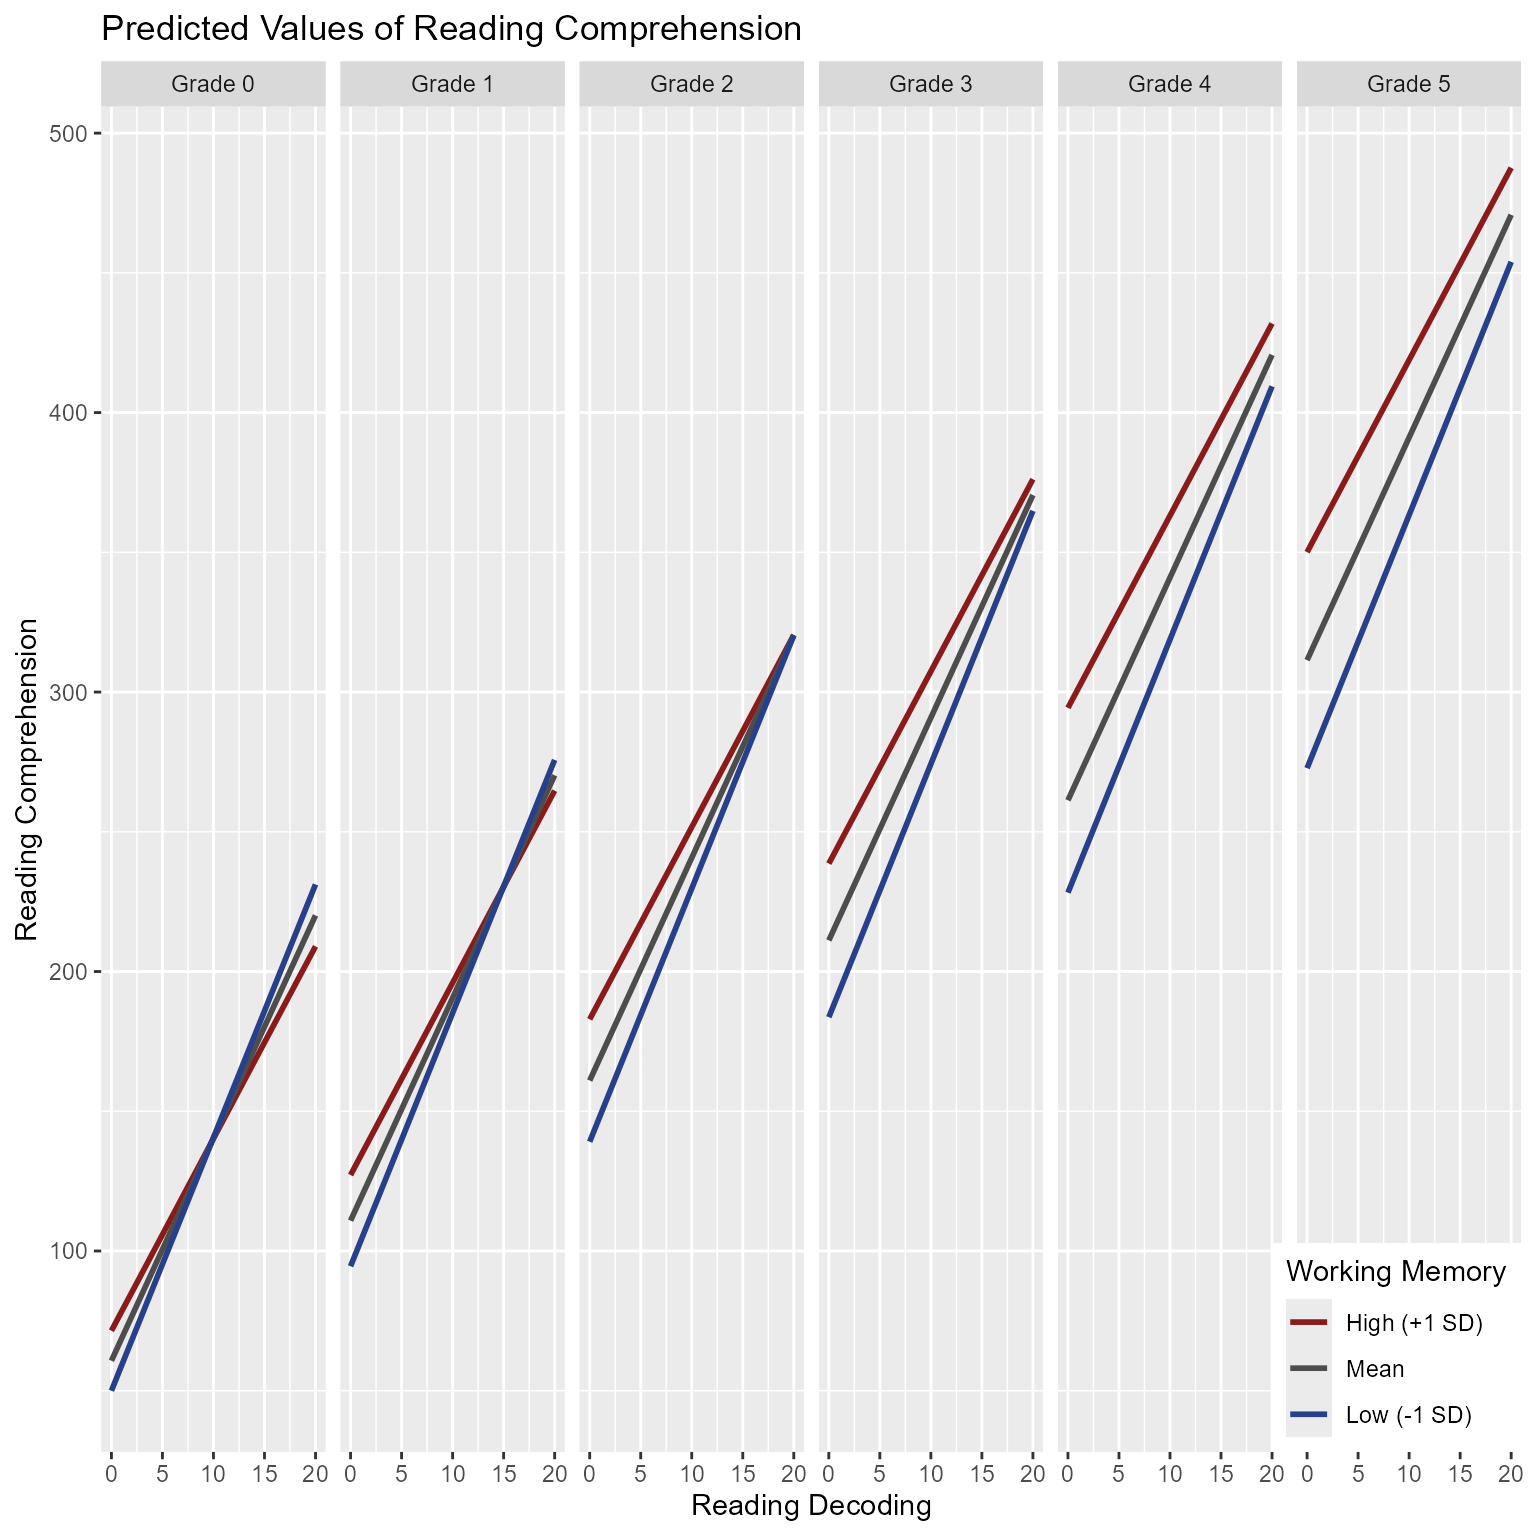 Predicted Values of Reading Comprehension
Grade 0 Grade 1 Grade 2 Grade 3 Grade 4 Grade 5
500
400
300
200
100
Reading Comprehension
Working Memory
High (+1 SD)
Mean
Low (-1 SD)
0 5 10 15 20 0 5 10 15 20 0 5 10 15 20 0 5 10 15 20 0 5 10 15 20 0 5 10 15 20
Reading Decoding